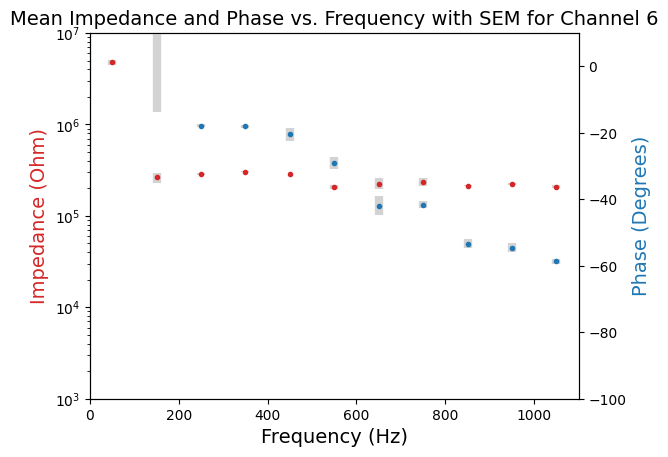 Mean Impedance and Phase vs. Frequency with SEM for Channel 6
Impedance (Ohm)
10^7
10^6
10^5
10^4
10^3
0 200 400 600 800 1000
Frequency (Hz)
0
−20
−40
−60
−80
−100
Phase (Degrees)